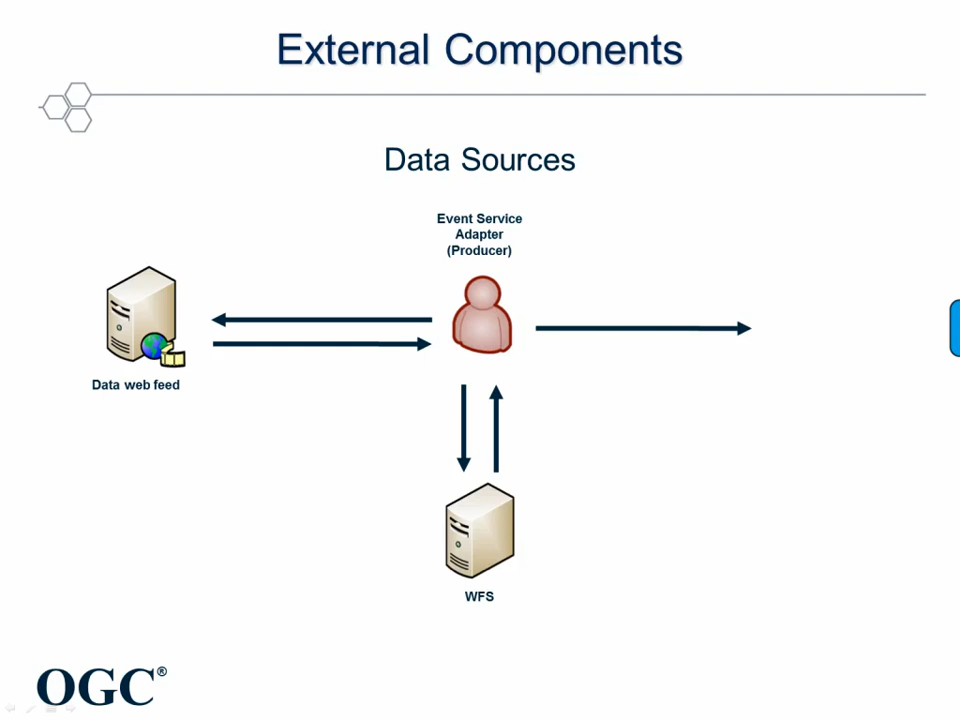 External Components
Data Sources
Event Service
Adapter
(Producer)
Data web feed
WFS
OGC®